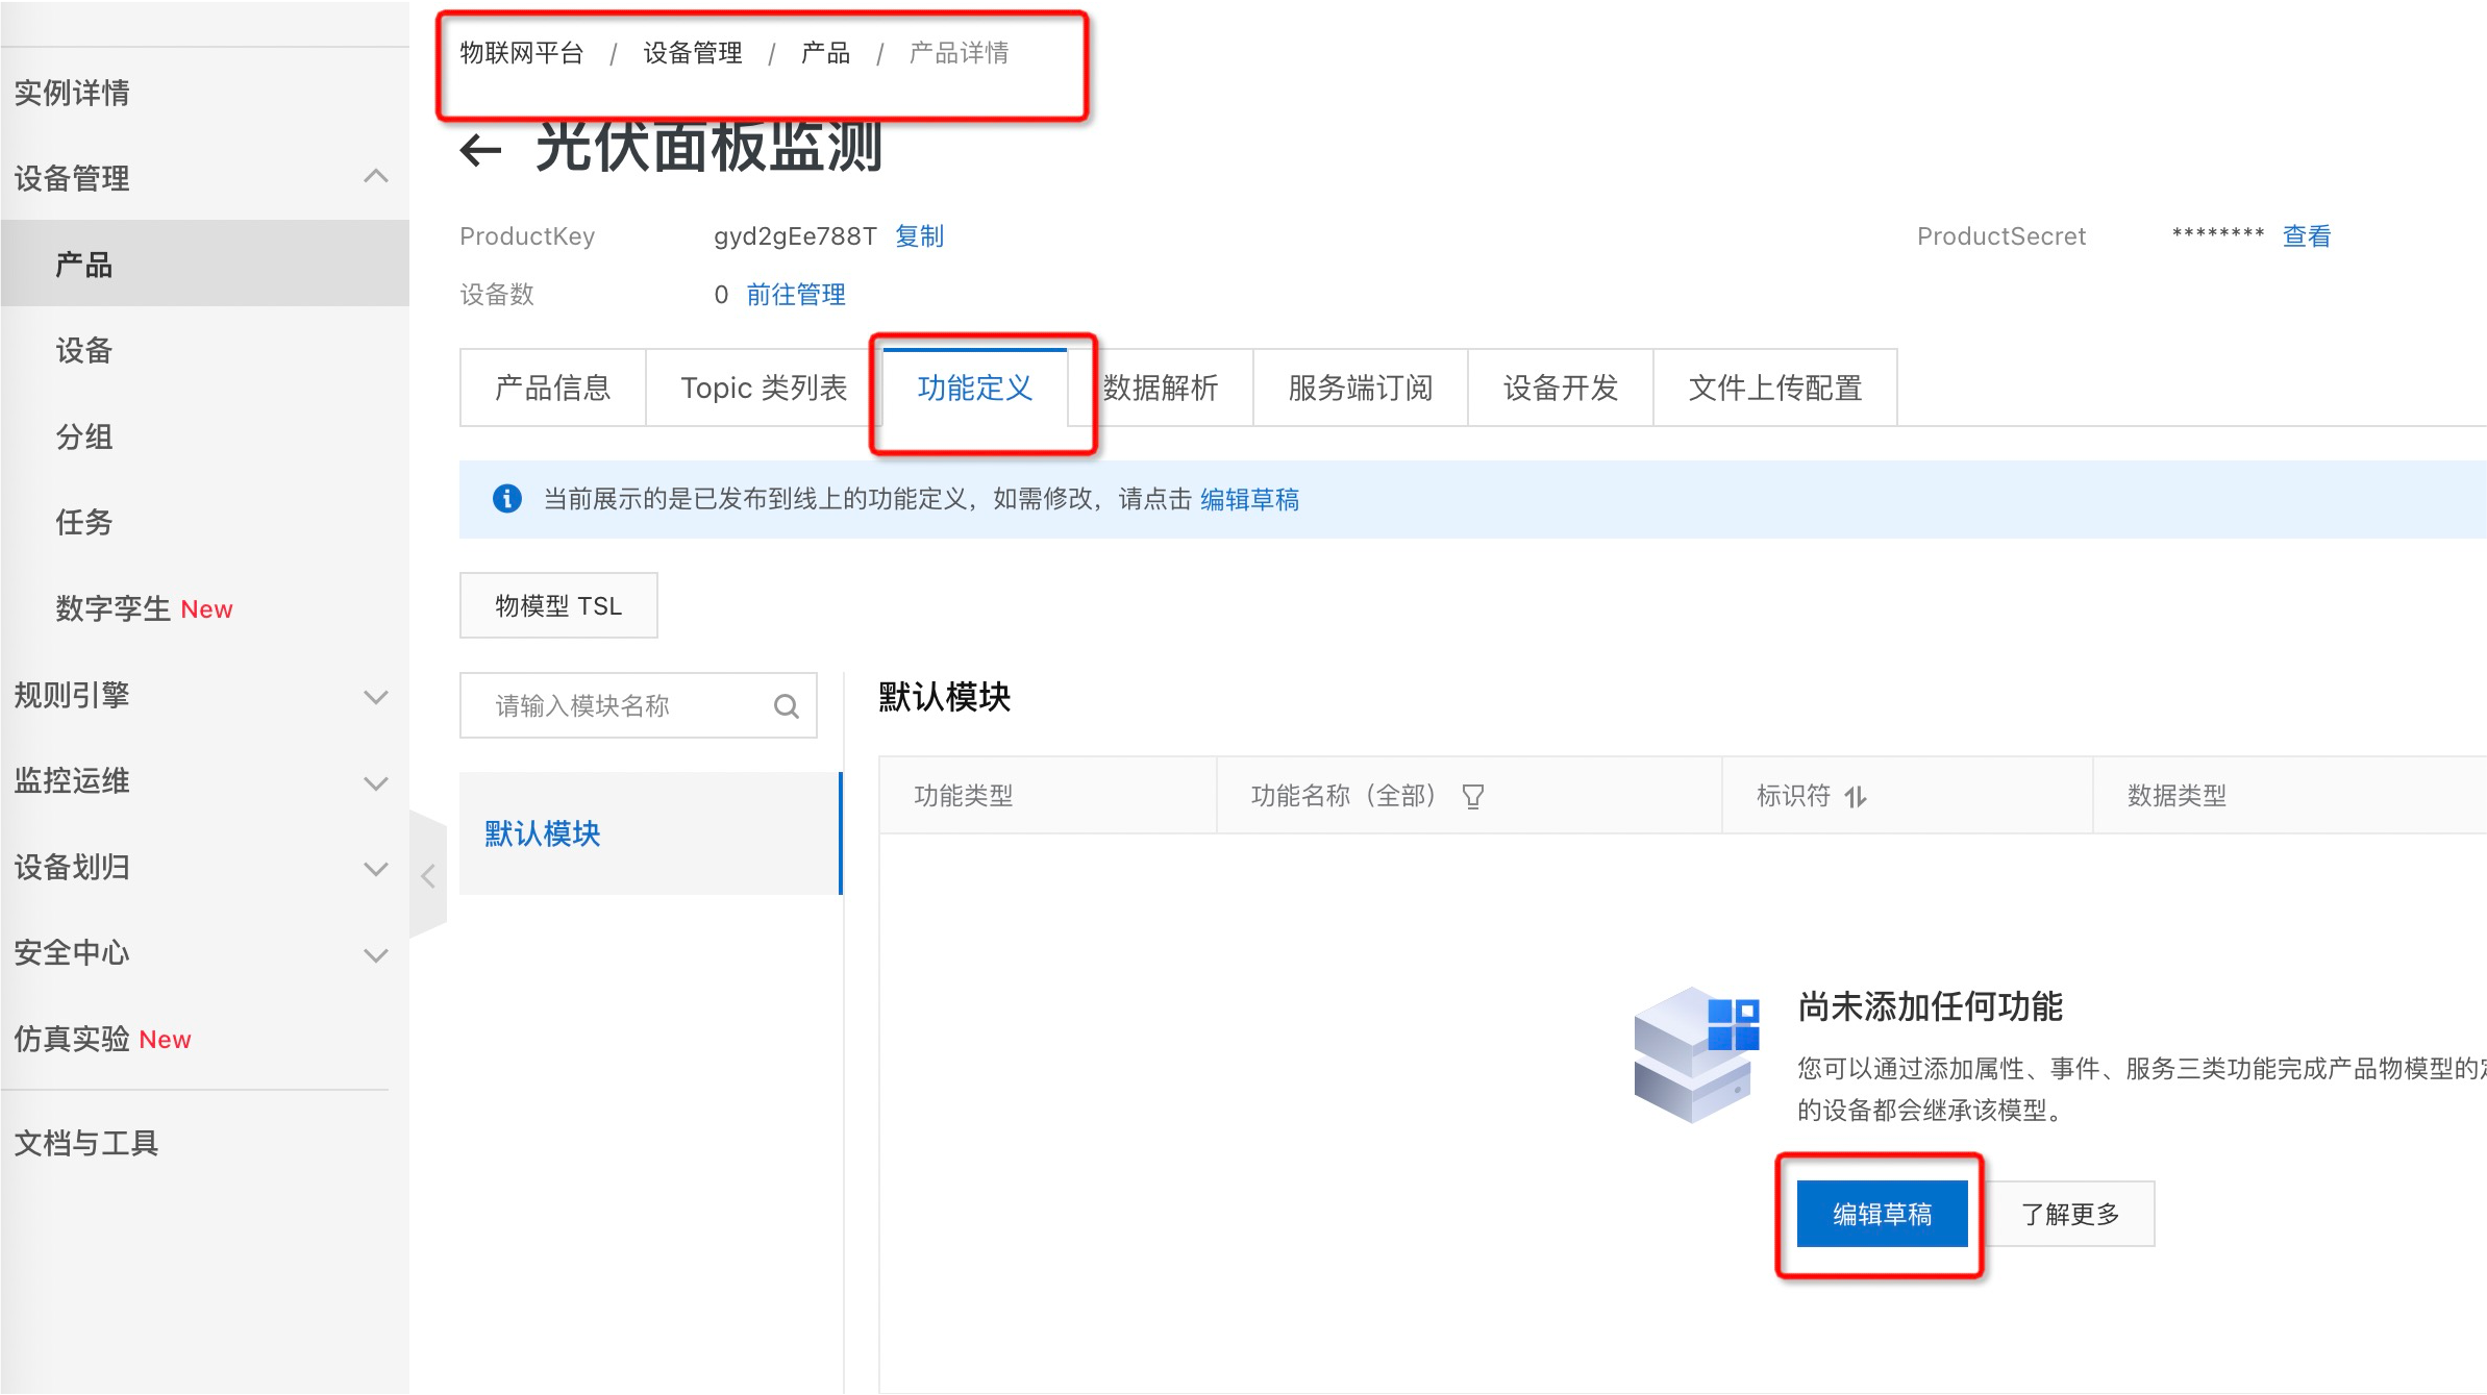 实例详情
设备管理
产品
设备
分组
任务
数字孪生 New
规则引擎
监控运维
设备划归
安全中心
仿真实验 New
文档与工具
物联网平台 / 设备管理 / 产品 / 产品详情
← 光伏面板监测
ProductKey gyd2gEe788T 复制 ProductSecret ******** 查看
设备数 0 前往管理
产品信息 Topic 类列表 功能定义 数据解析 服务端订阅 设备开发 文件上传配置
当前展示的是已发布到线上的功能定义，如需修改，请点击 编辑草稿
物模型 TSL
请输入模块名称
默认模块
默认模块
功能类型 功能名称（全部） 标识符 数据类型
尚未添加任何功能
您可以通过添加属性、事件、服务三类功能完成产品物模型的
的设备都会继承该模型。
编辑草稿 了解更多